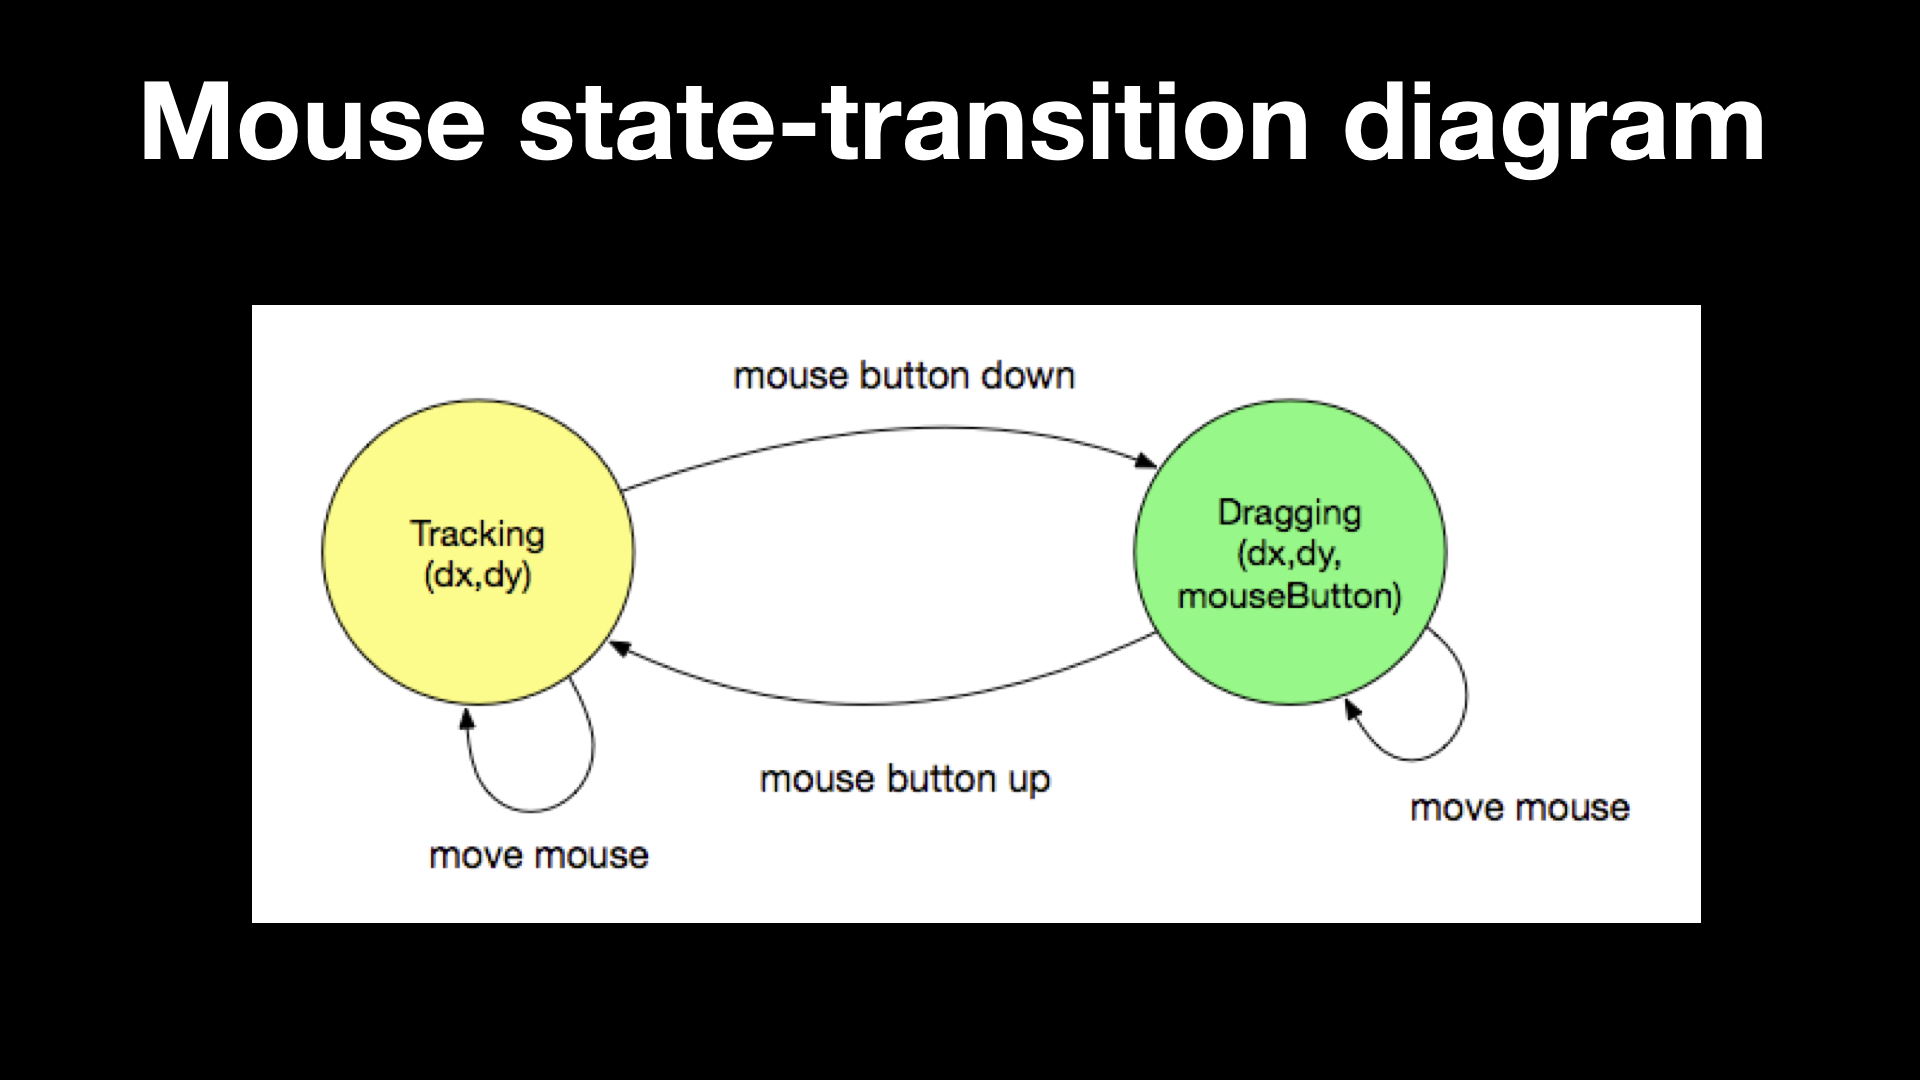 Mouse state-transition diagram
mouse button down
Tracking
(dx,dy)
Dragging
(dx,dy,
mouseButton)
mouse button up
move mouse
move mouse